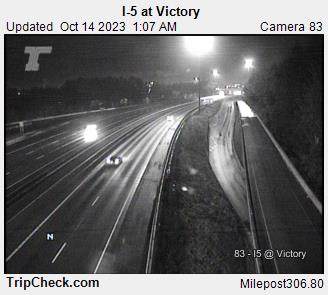 I-5 at Victory
Updated Oct 14 2023 1:07 AM Camera 83
N
83 - I5 @ Victory
TripCheck.com Milepost306.80